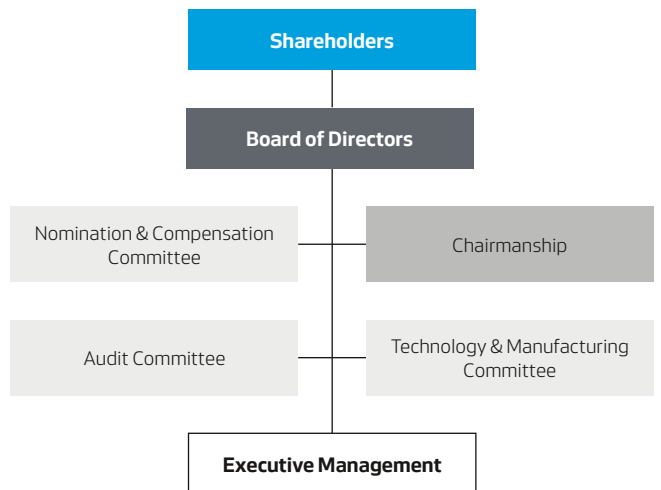 Shareholders
Board of Directors
Nomination & Compensation
Committee
Chairmanship
Audit Committee
Technology & Manufacturing
Committee
Executive Management